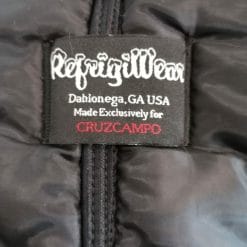 RefrigiWear
Dahlonega, GA USA
Made Exclusively for
CRUZCAMPO